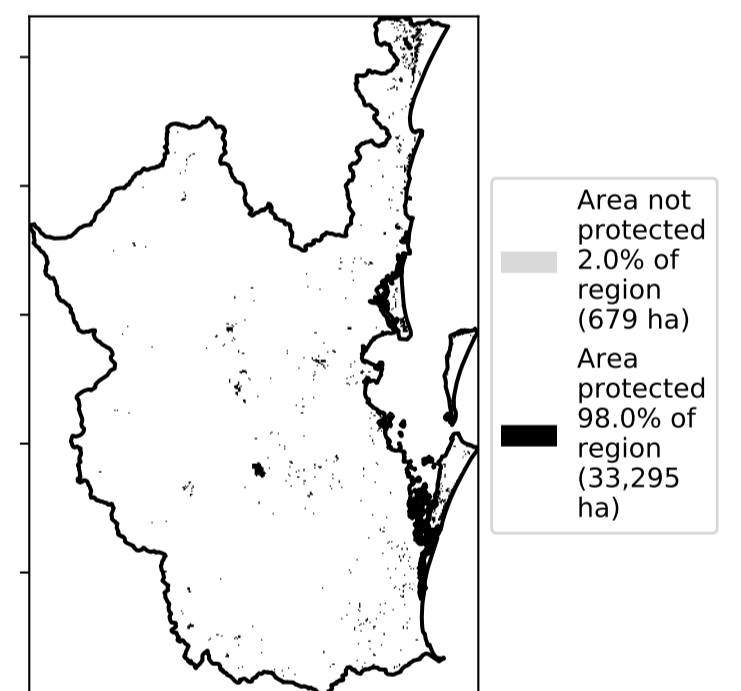 Area not
protected
2.0% of
region
(679 ha)
Area
protected
98.0% of
region
(33,295
ha)